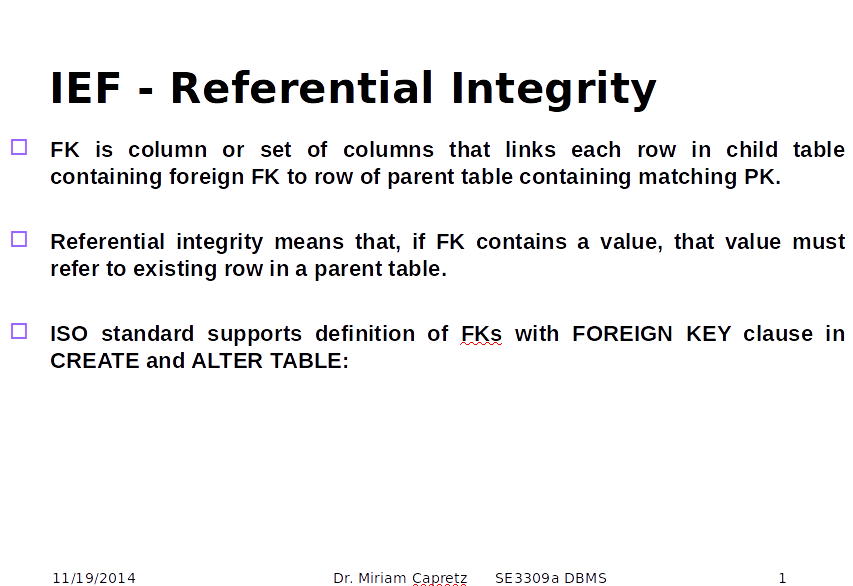 IEF - Referential Integrity
FK is column or set of columns that links each row in child table
containing foreign FK to row of parent table containing matching PK.
Referential integrity means that, if FK contains a value, that value must
refer to existing row in a parent table.
ISO standard supports definition of FKs with FOREIGN KEY clause in
CREATE and ALTER TABLE:
11/19/2014 Dr. Miriam Capretz SE3309a DBMS 1